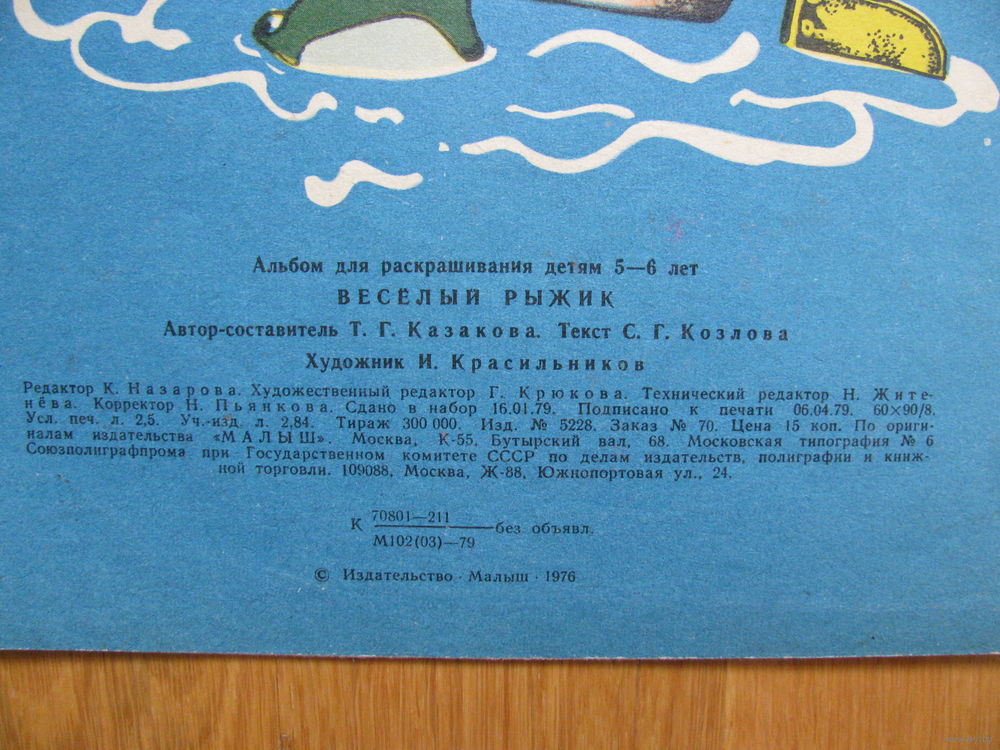 Альбом для раскрашивания детям 5—6 лет
ВЕСЁЛЫЙ РЫЖИК
Автор-составитель Т. Г. Казакова. Текст С. Г. Козлова
Художник И. Красильников
Редактор К. Назарова. Художественный редактор Г. Крюкова. Технический редактор Н. Жите-
нёва. Корректор Н. Пьянкова. Сдано в набор 16.01.79. Подписано к печати 06.04.79. 60×90/8.
Усл. печ. л. 2,5. Уч.-изд. л. 2,84. Тираж 300 000. Изд. № 5228. Заказ № 70. Цена 15 коп. По ориги-
налам издательства «МАЛЫШ». Москва, К-55, Бутырский вал, 68. Московская типография № 6
Союзполиграфпрома при Государственном комитете СССР по делам издательств, полиграфии и книж-
ной торговли. 109088, Москва, Ж-88, Южнопортовая ул., 24.
К 70801—211 без объявл.
М102(03)—79
© Издательство · Малыш · 1976